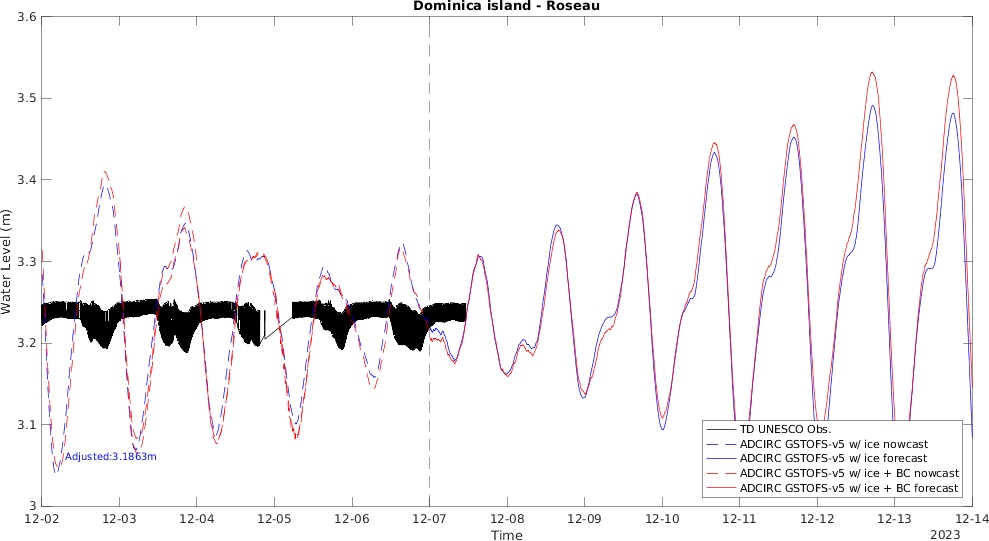 Dominica island - Roseau
3.6
3.5
3.4
3.3
3.2
3.1
3
Water Level (m)
Adjusted:3.1863m
TD UNESCO Obs.
ADCIRC GSTOFS-v5 w/ ice nowcast
ADCIRC GSTOFS-v5 w/ ice forecast
ADCIRC GSTOFS-v5 w/ ice + BC nowcast
ADCIRC GSTOFS-v5 w/ ice + BC forecast
12-02 12-03 12-04 12-05 12-06 12-07 12-08 12-09 12-10 12-11 12-12 12-13 12-14
Time
2023